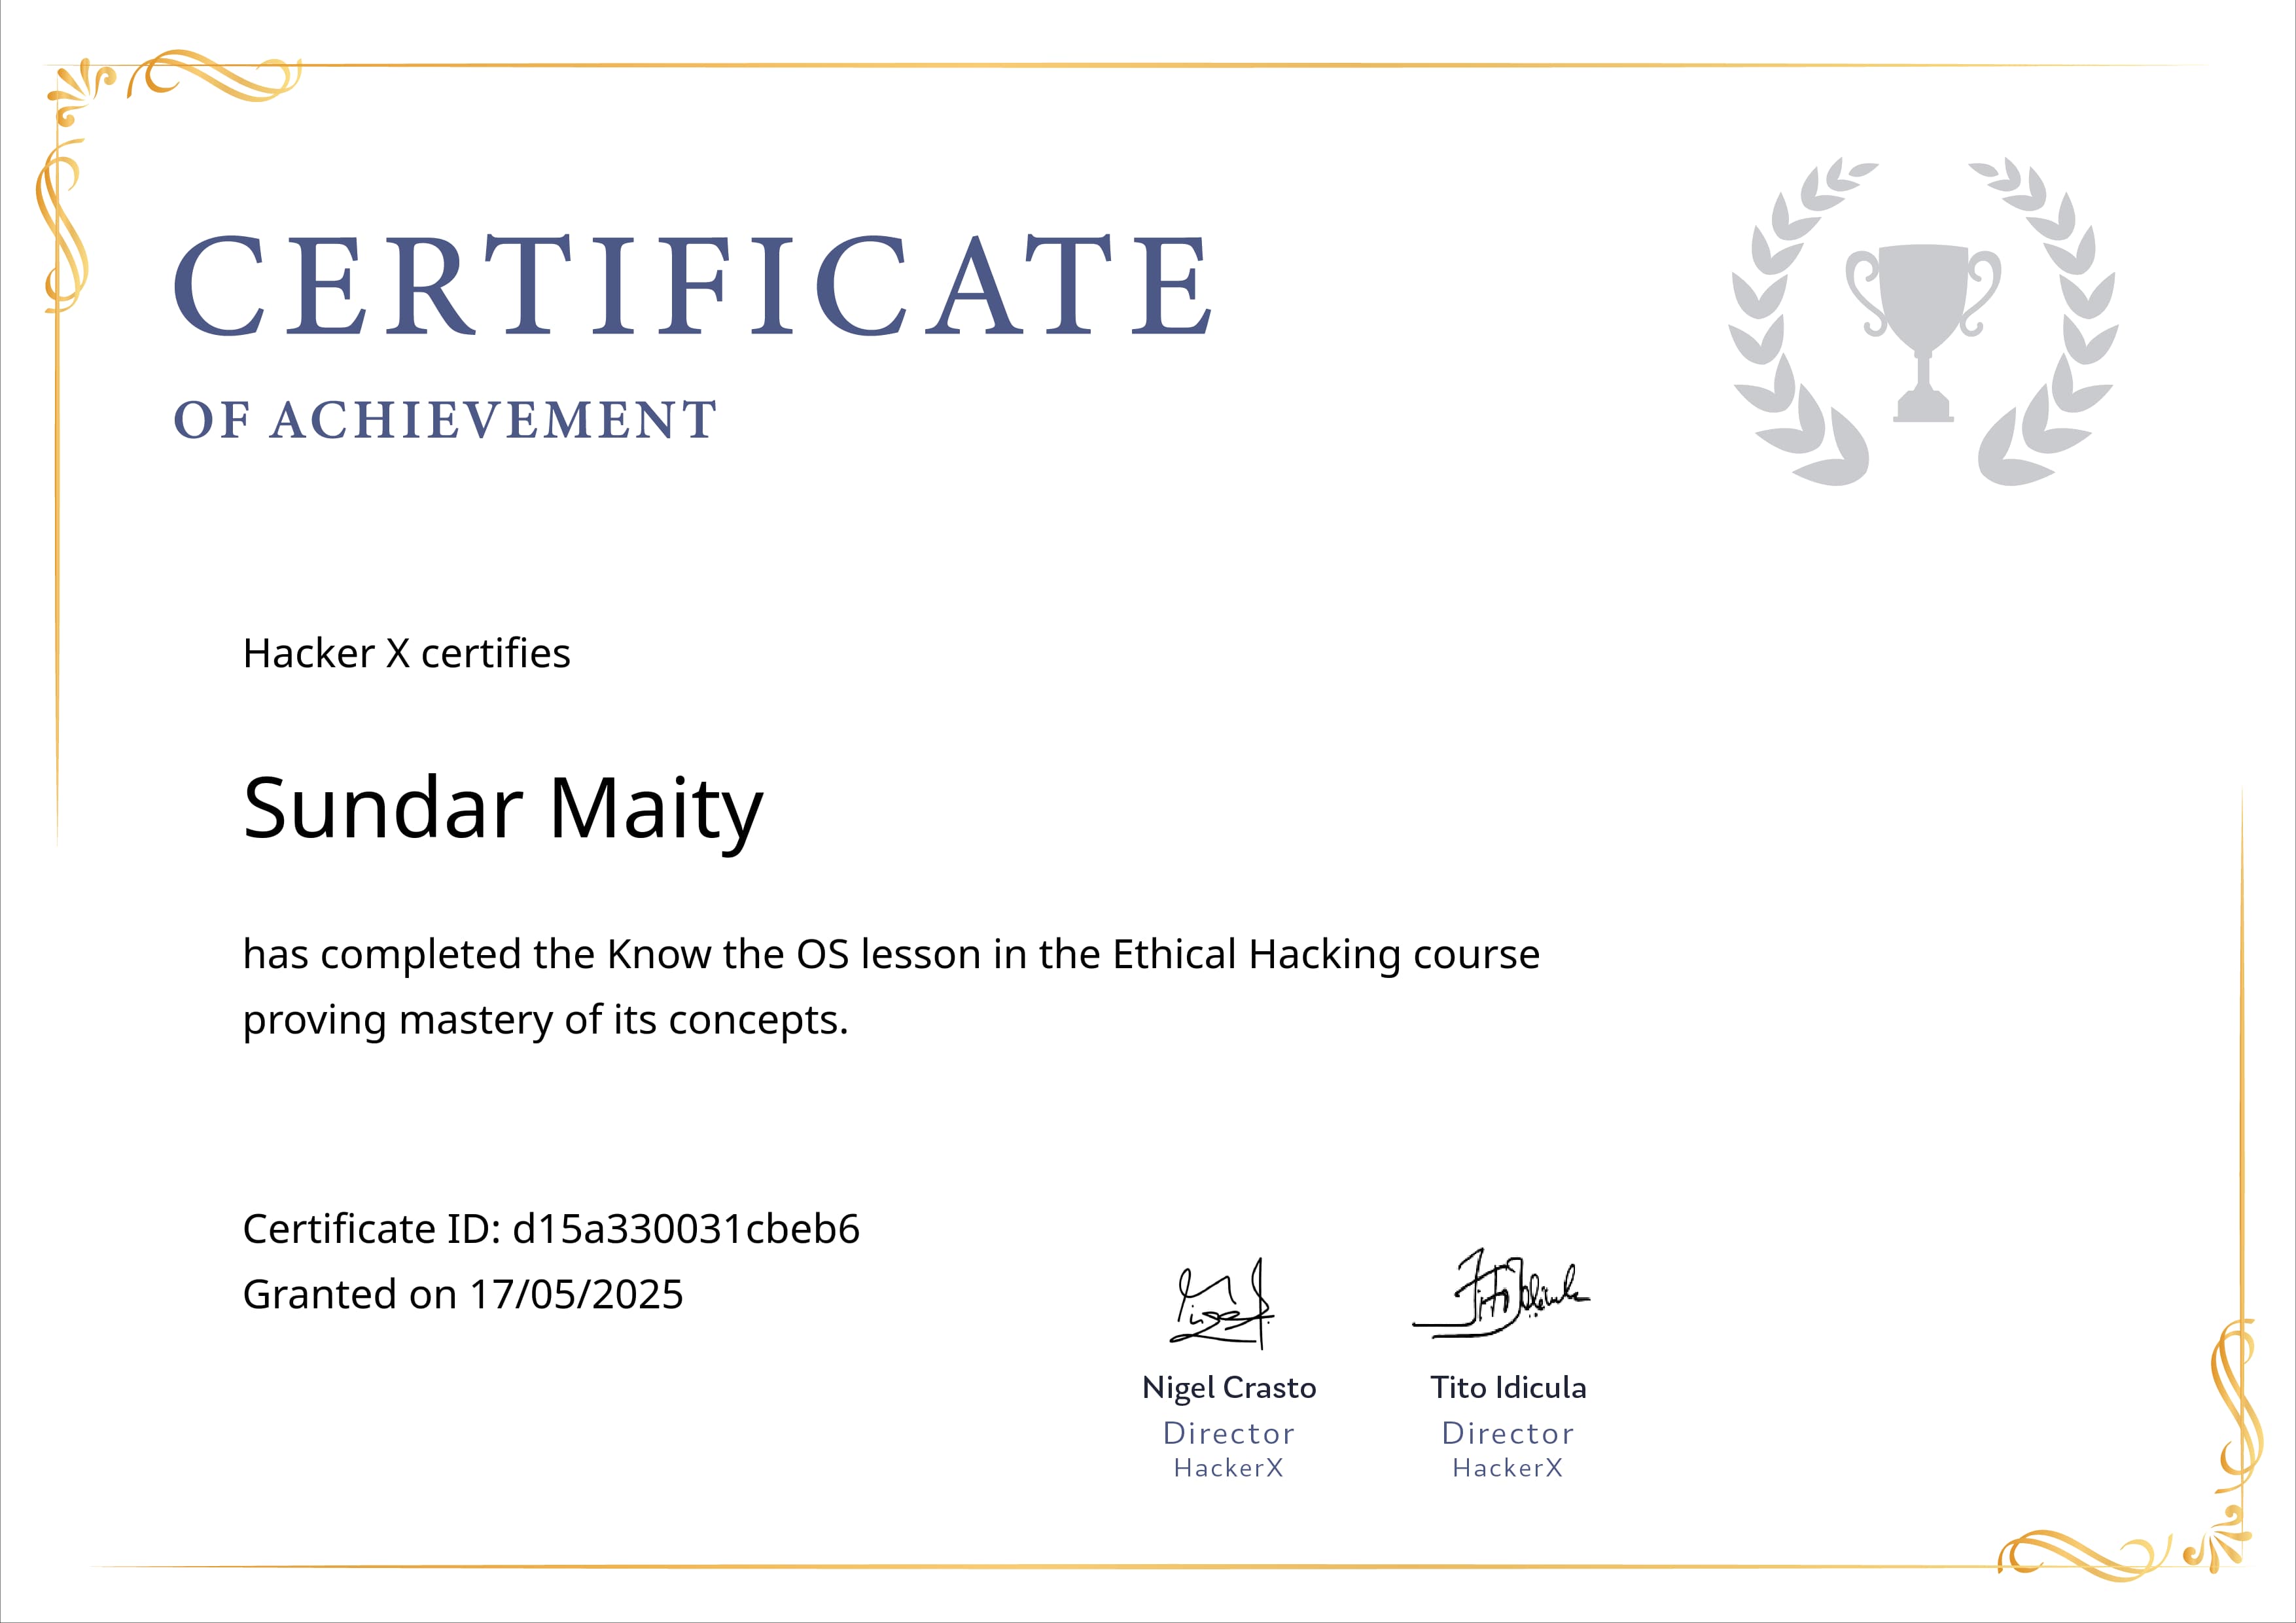 CERTIFICATE
OF ACHIEVEMENT
Hacker X certifies
Sundar Maity
has completed the Know the OS lesson in the Ethical Hacking course
proving mastery of its concepts.
Certificate ID: d15a330031cbeb6
Granted on 17/05/2025
Nigel Crasto
Director
HackerX
Tito Idicula
Director
HackerX